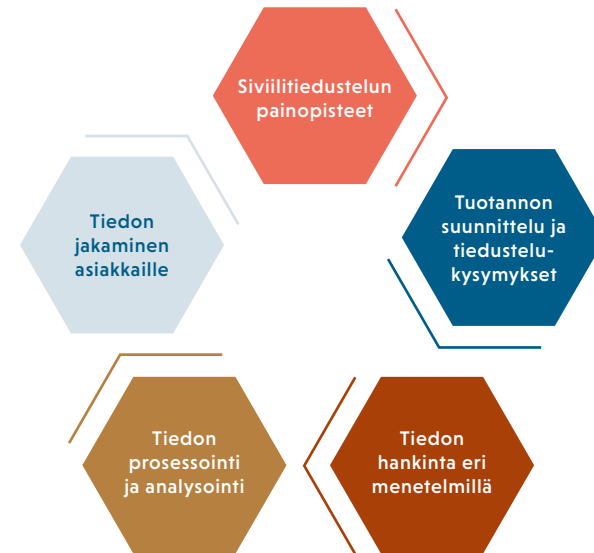 Siviilitiedustelun
painopisteet
Tuotannon
suunnittelu ja
tiedustelu-
kysymykset
Tiedon
hankinta eri
menetelmillä
Tiedon
prosessointi
ja analysointi
Tiedon
jakaminen
asiakkaille